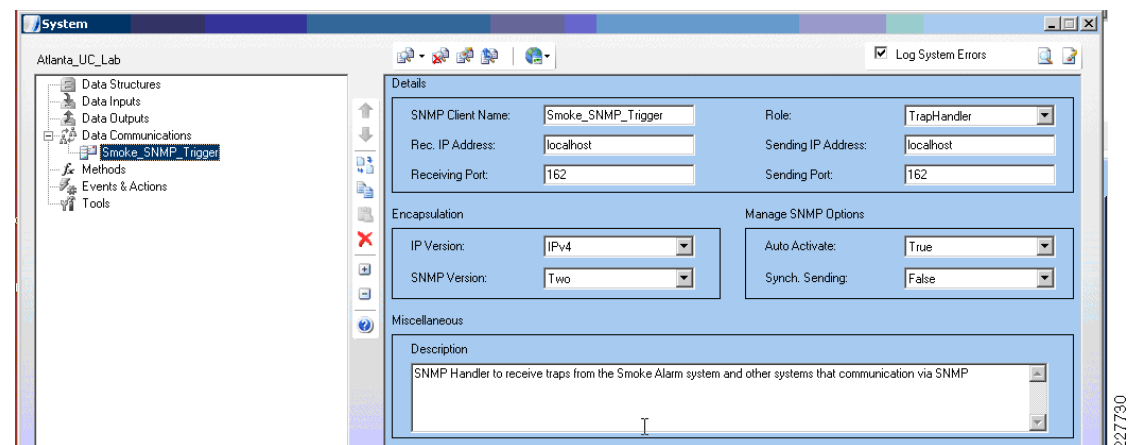 System
Atlanta_UC_Lab
Log System Errors
Data Structures
Data Inputs
Data Outputs
Data Communications
Smoke_SNMP_Trigger
Methods
Events & Actions
Tools
Details
SNMP Client Name: Smoke_SNMP_Trigger Role: TrapHandler
Rec. IP Address: localhost Sending IP Address: localhost
Receiving Port: 162 Sending Port: 162
Encapsulation Manage SNMP Options
IP Version: IPv4 Auto Activate: True
SNMP Version: Two Synch. Sending: False
Miscellaneous
Description
SNMP Handler to receive traps from the Smoke Alarm system and other systems that communication via SNMP
227730